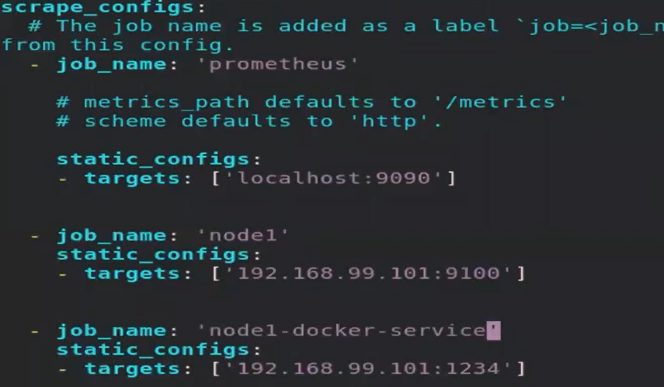 scrape_configs:
# The job name is added as a label `job=<job_n
from this config.
- job_name: 'prometheus'
# metrics_path defaults to '/metrics'
# scheme defaults to 'http'.
static_configs:
- targets: ['localhost:9090']
- job_name: 'node1'
static_configs:
- targets: ['192.168.99.101:9100']
- job_name: 'node1-docker-service'
static_configs:
- targets: ['192.168.99.101:1234']